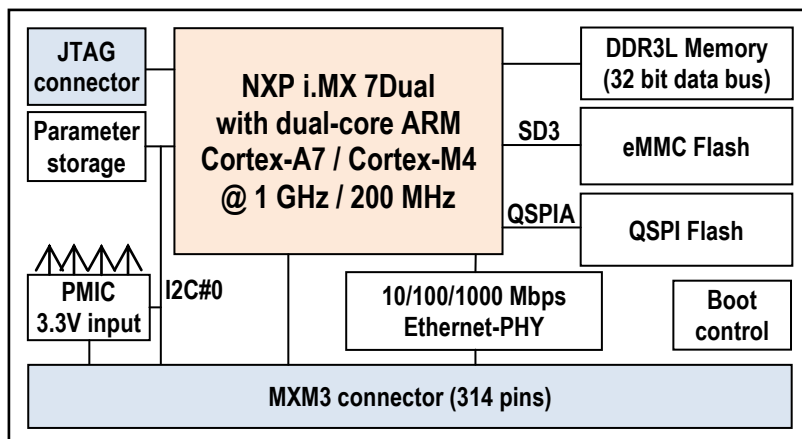 JTAG
connector
NXP i.MX 7Dual
with dual-core ARM
Cortex-A7 / Cortex-M4
@ 1 GHz / 200 MHz
DDR3L Memory
(32 bit data bus)
Parameter
storage
SD3
eMMC Flash
QSPIA
QSPI Flash
PMIC
3.3V input
I2C#0
10/100/1000 Mbps
Ethernet-PHY
Boot
control
MXM3 connector (314 pins)